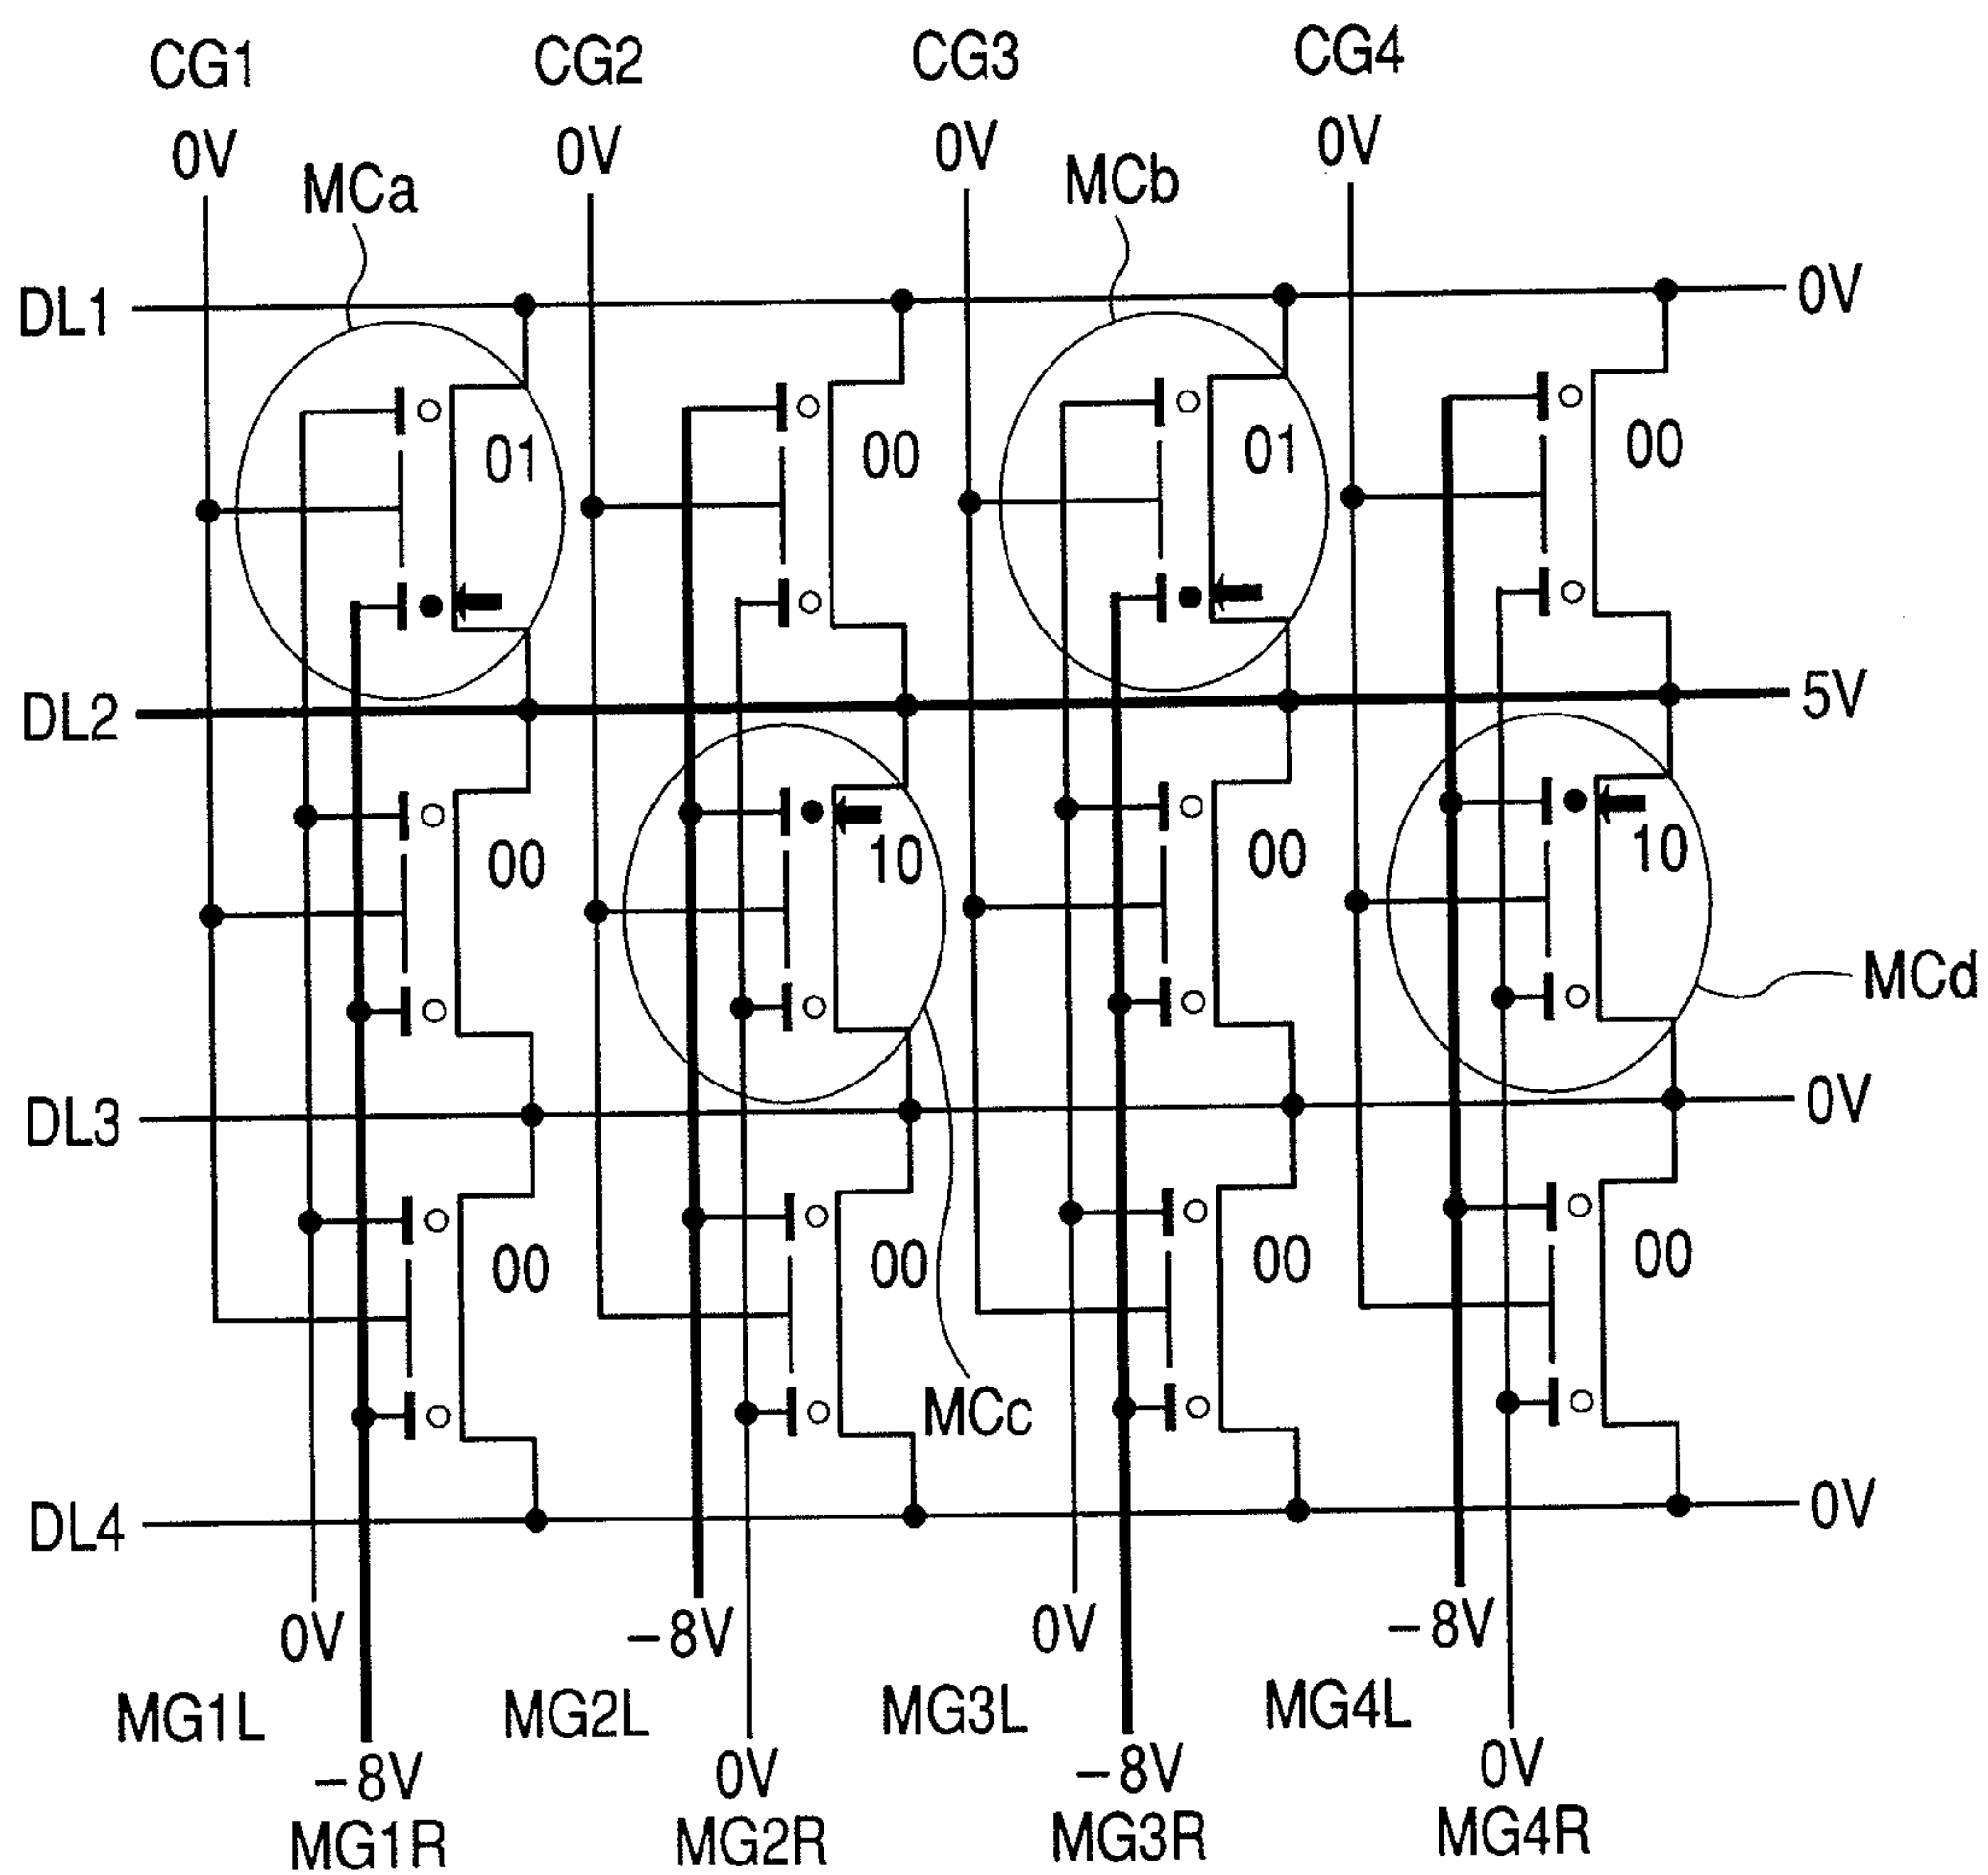 CG1 CG2 CG3 CG4
0V 0V 0V 0V
MCa MCb
DL1 0V
01 00 01 00
DL2 5V
00 10 00 10
MCd
DL3 0V
00 00 00 00
MCc
DL4 0V
0V -8V 0V -8V
MG1L MG2L MG3L MG4L
-8V 0V -8V 0V
MG1R MG2R MG3R MG4R